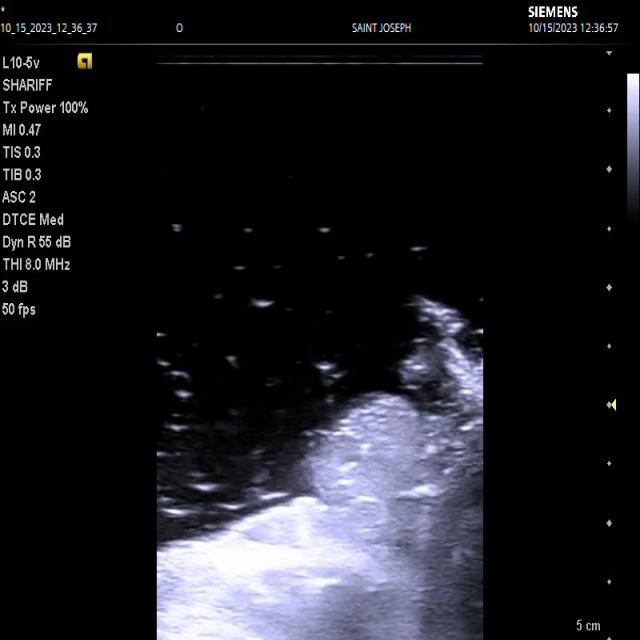 *
SIEMENS
10_15_2023_12_36_37 O SAINT JOSEPH 10/15/2023 12:36:57
L10-5v
SHARIFF
Tx Power 100%
MI 0.47
TIS 0.3
TIB 0.3
ASC 2
DTCE Med
Dyn R 55 dB
THI 8.0 MHz
3 dB
50 fps
5 cm